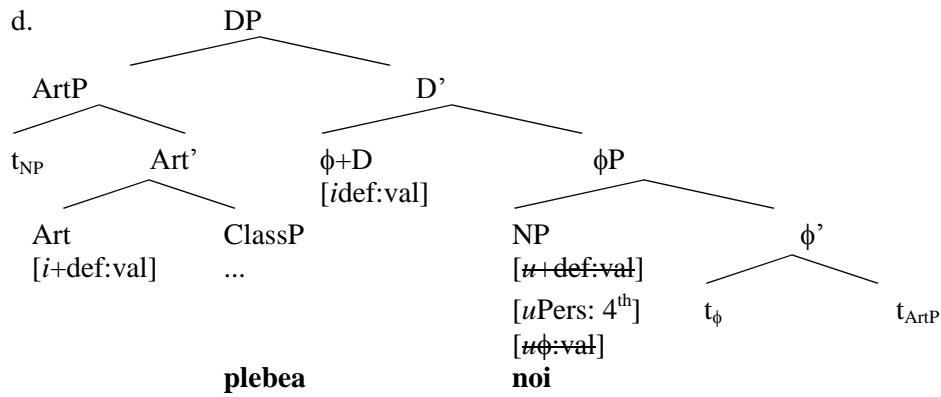 d. DP
ArtP D’
t_NP Art’ ϕ+D ϕP
[idef:val]
Art ClassP NP ϕ’
[i+def:val] ... [u+def:val]
[uPers: 4th] t_ϕ t_ArtP
[uϕ:val]
plebea noi